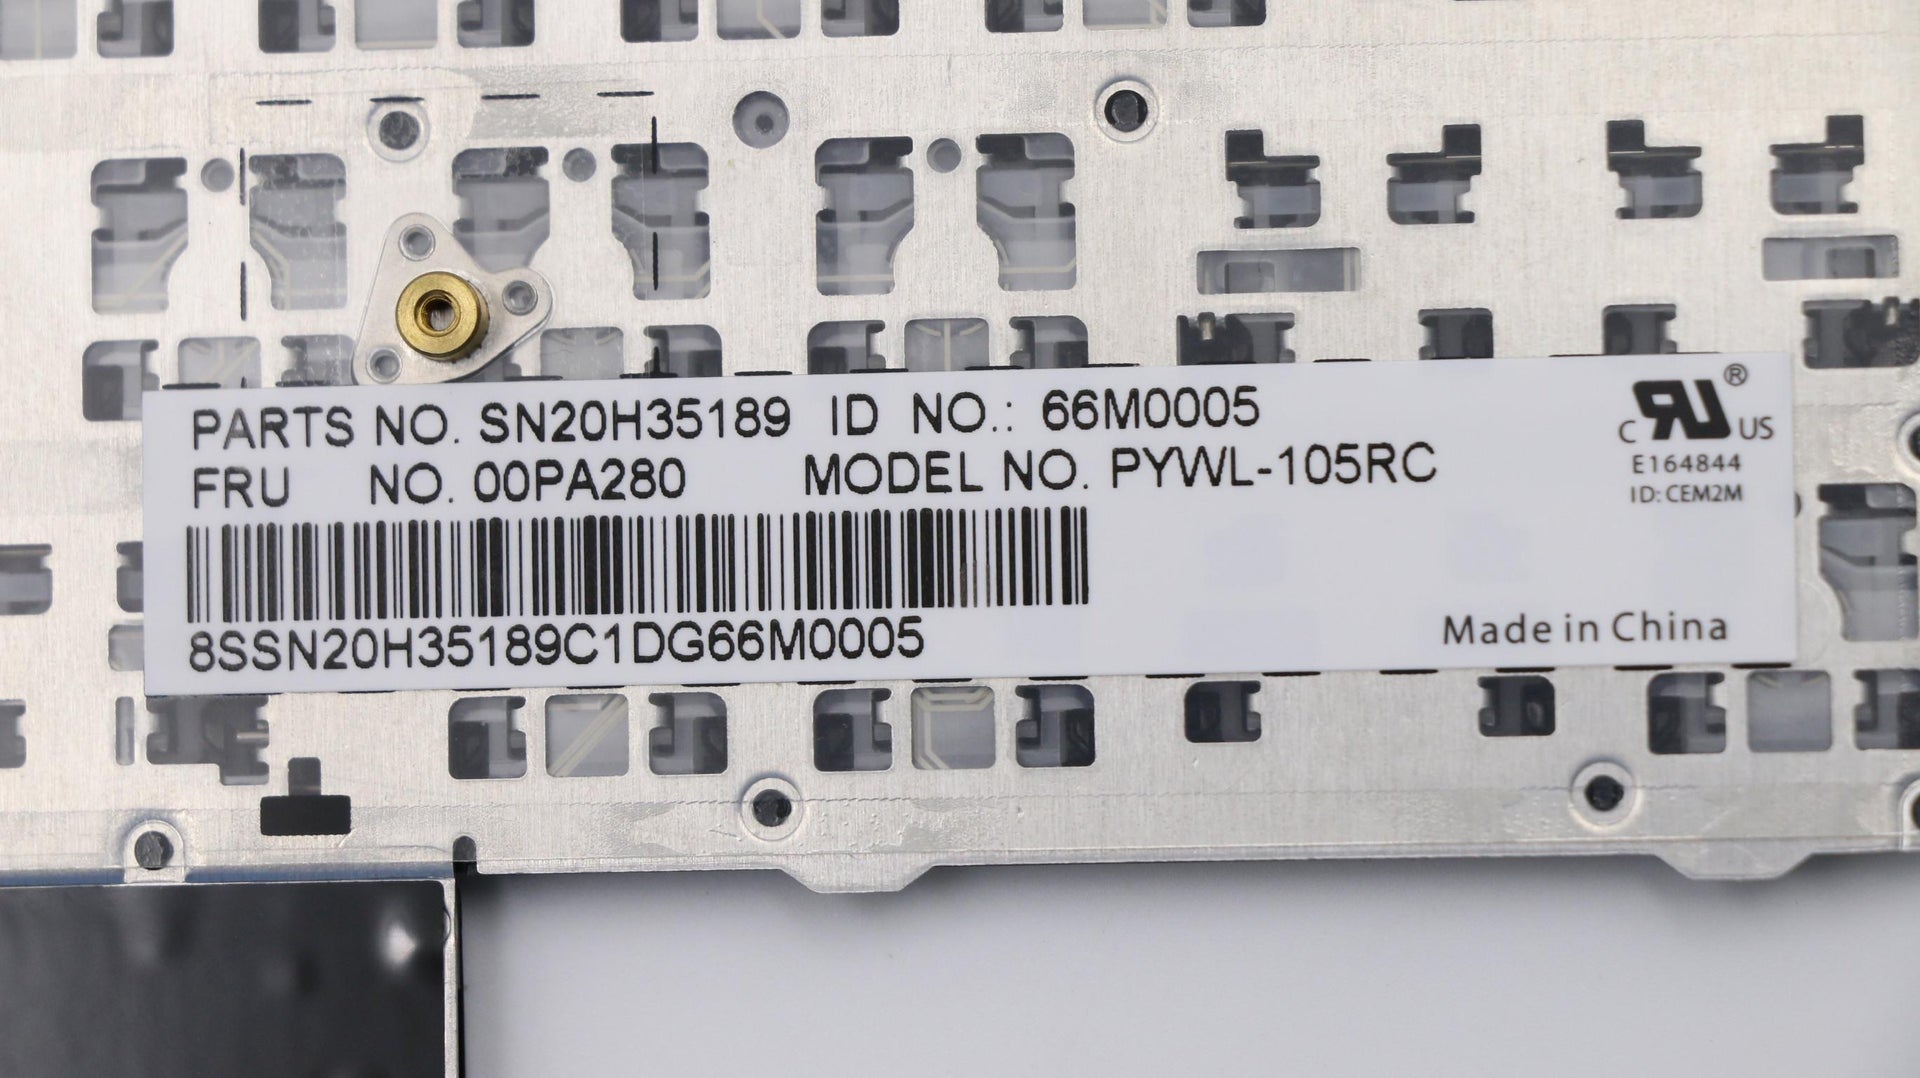 PARTS NO. SN20H35189 ID NO.: 66M0005
FRU NO. 00PA280 MODEL NO. PYWL-105RC
8SSN20H35189C1DG66M0005
C RU US ®
E164844
ID: CEM2M
Made in China